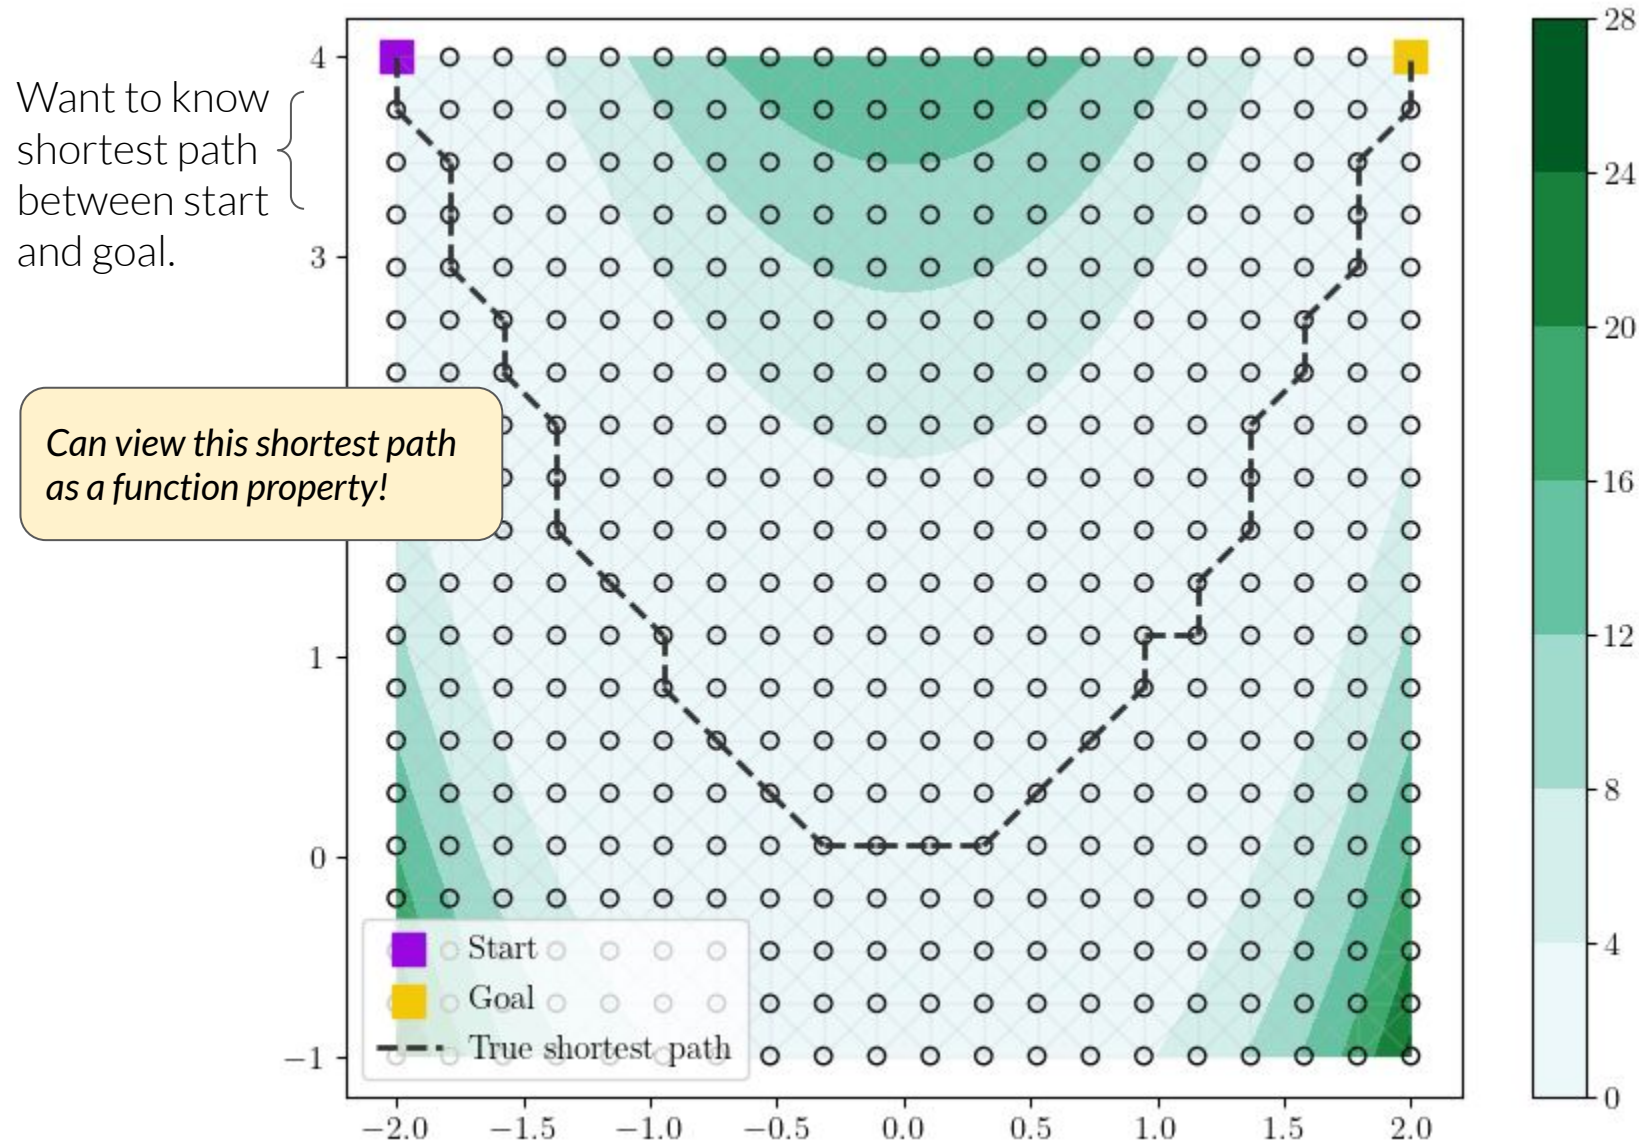 Want to know
shortest path
between start
and goal.
Can view this shortest path
as a function property!
4
3
1
0
−1
Start
Goal
True shortest path
−2.0 −1.5 −1.0 −0.5 0.0 0.5 1.0 1.5 2.0
28
24
20
16
12
8
4
0